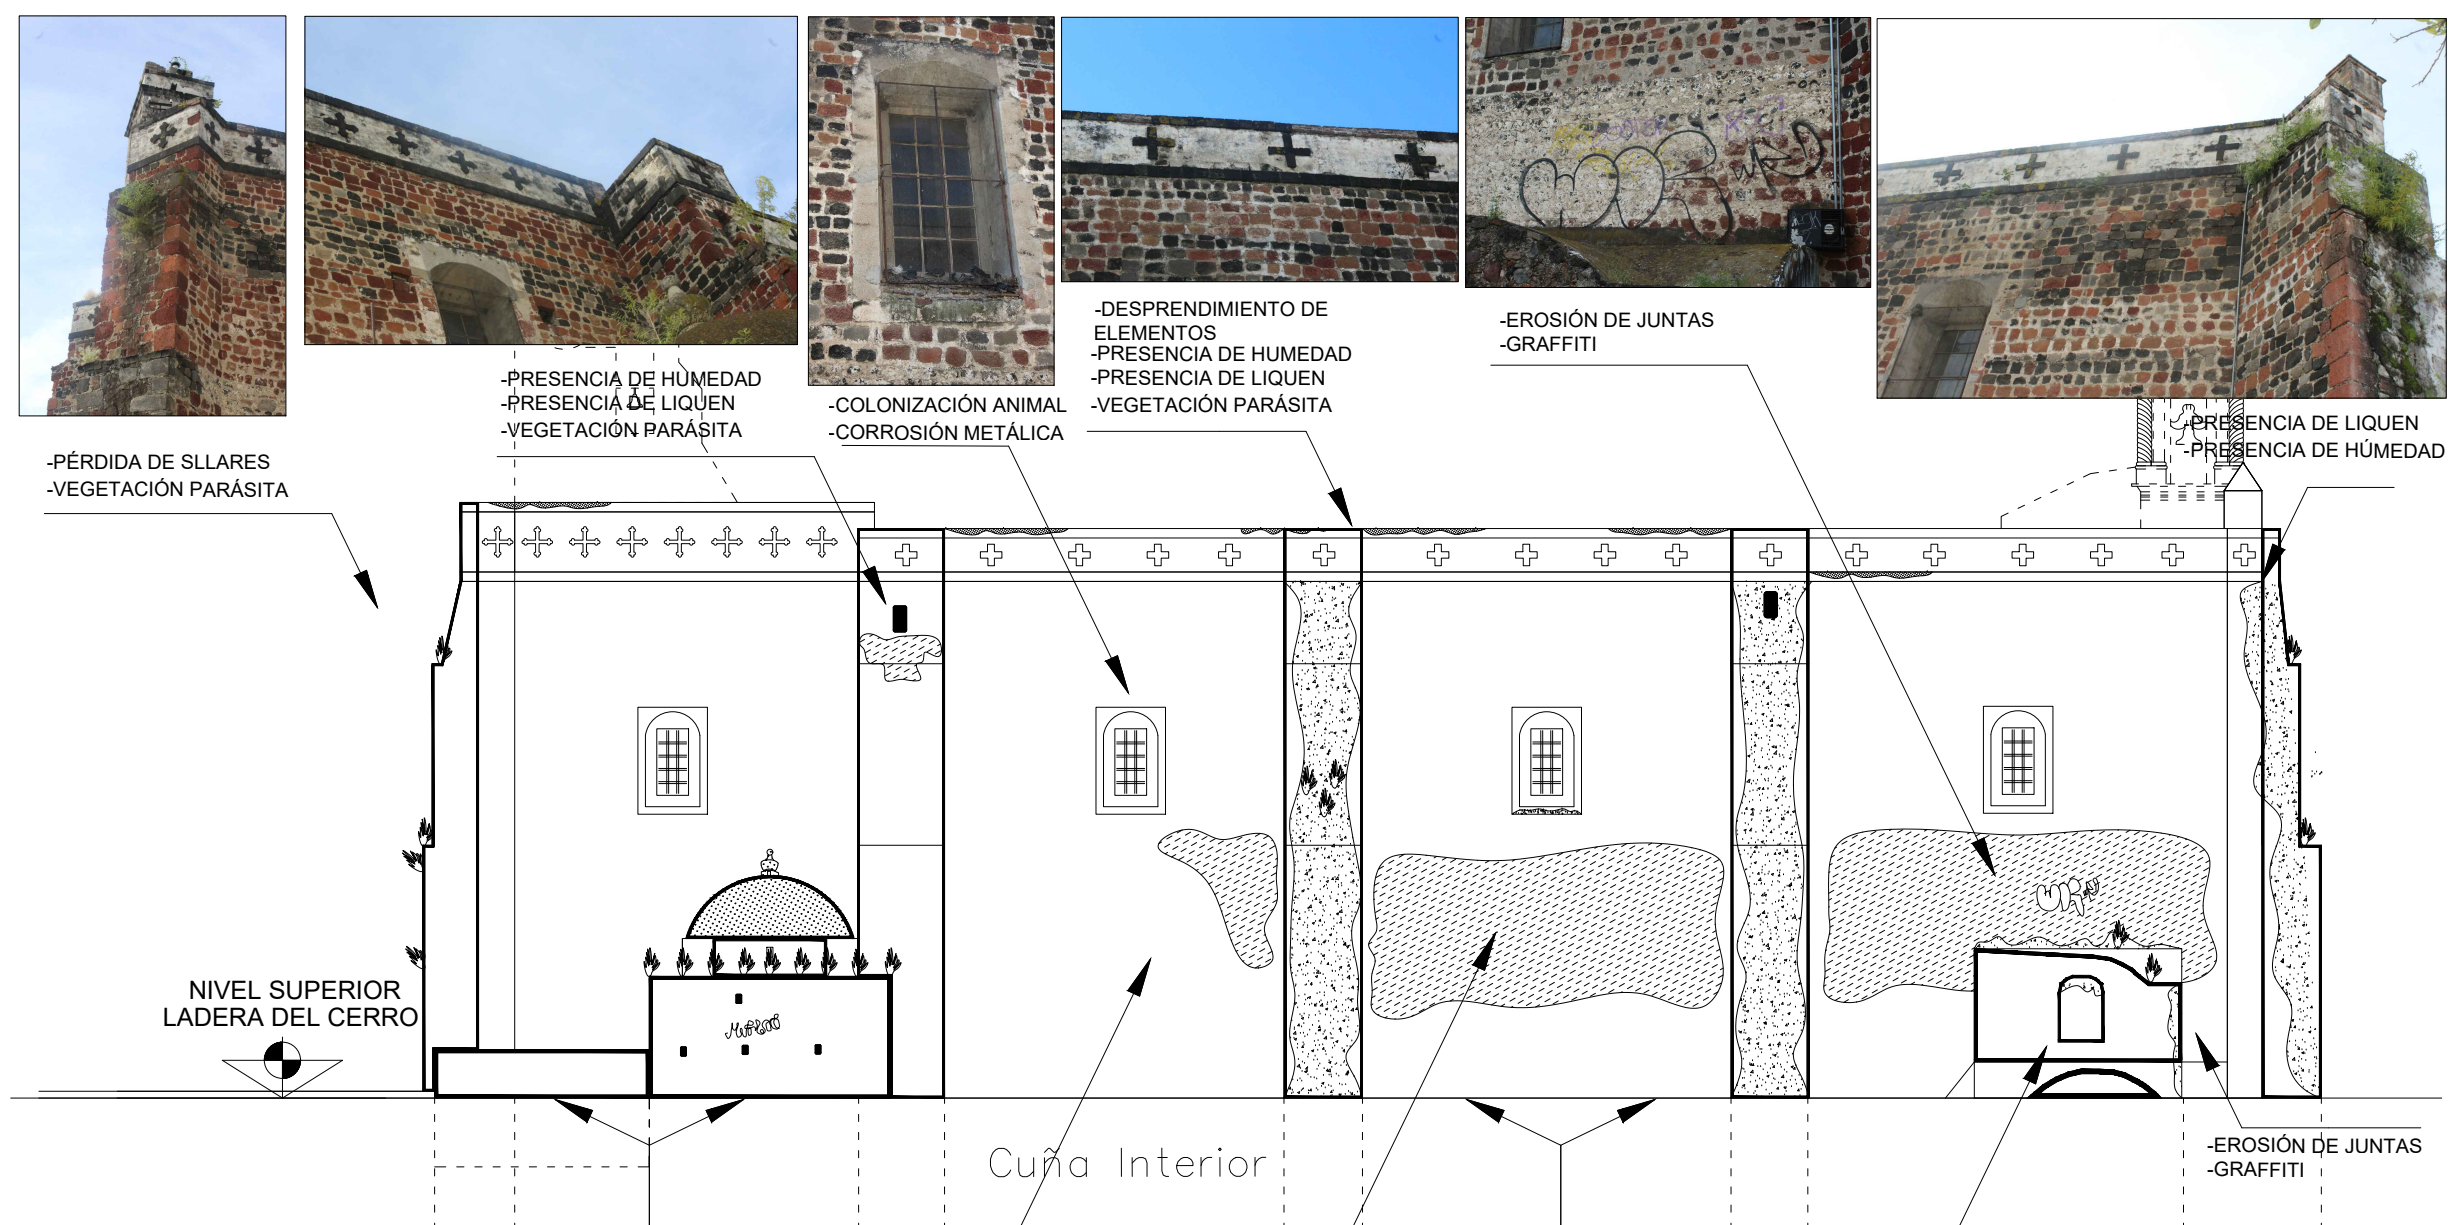 -DESPRENDIMIENTO DE
ELEMENTOS
-PRESENCIA DE HUMEDAD
-PRESENCIA DE LIQUEN
-VEGETACIÓN PARÁSITA
-EROSIÓN DE JUNTAS
-GRAFFITI
-PRESENCIA DE HUMEDAD
-PRESENCIA DE LIQUEN
-VEGETACIÓN PARÁSITA
-COLONIZACIÓN ANIMAL
-CORROSIÓN METÁLICA
-PRESENCIA DE LIQUEN
-PRESENCIA DE HÚMEDAD
-PÉRDIDA DE SLLARES
-VEGETACIÓN PARÁSITA
NIVEL SUPERIOR
LADERA DEL CERRO
Cuña Interior
-EROSIÓN DE JUNTAS
-GRAFFITI